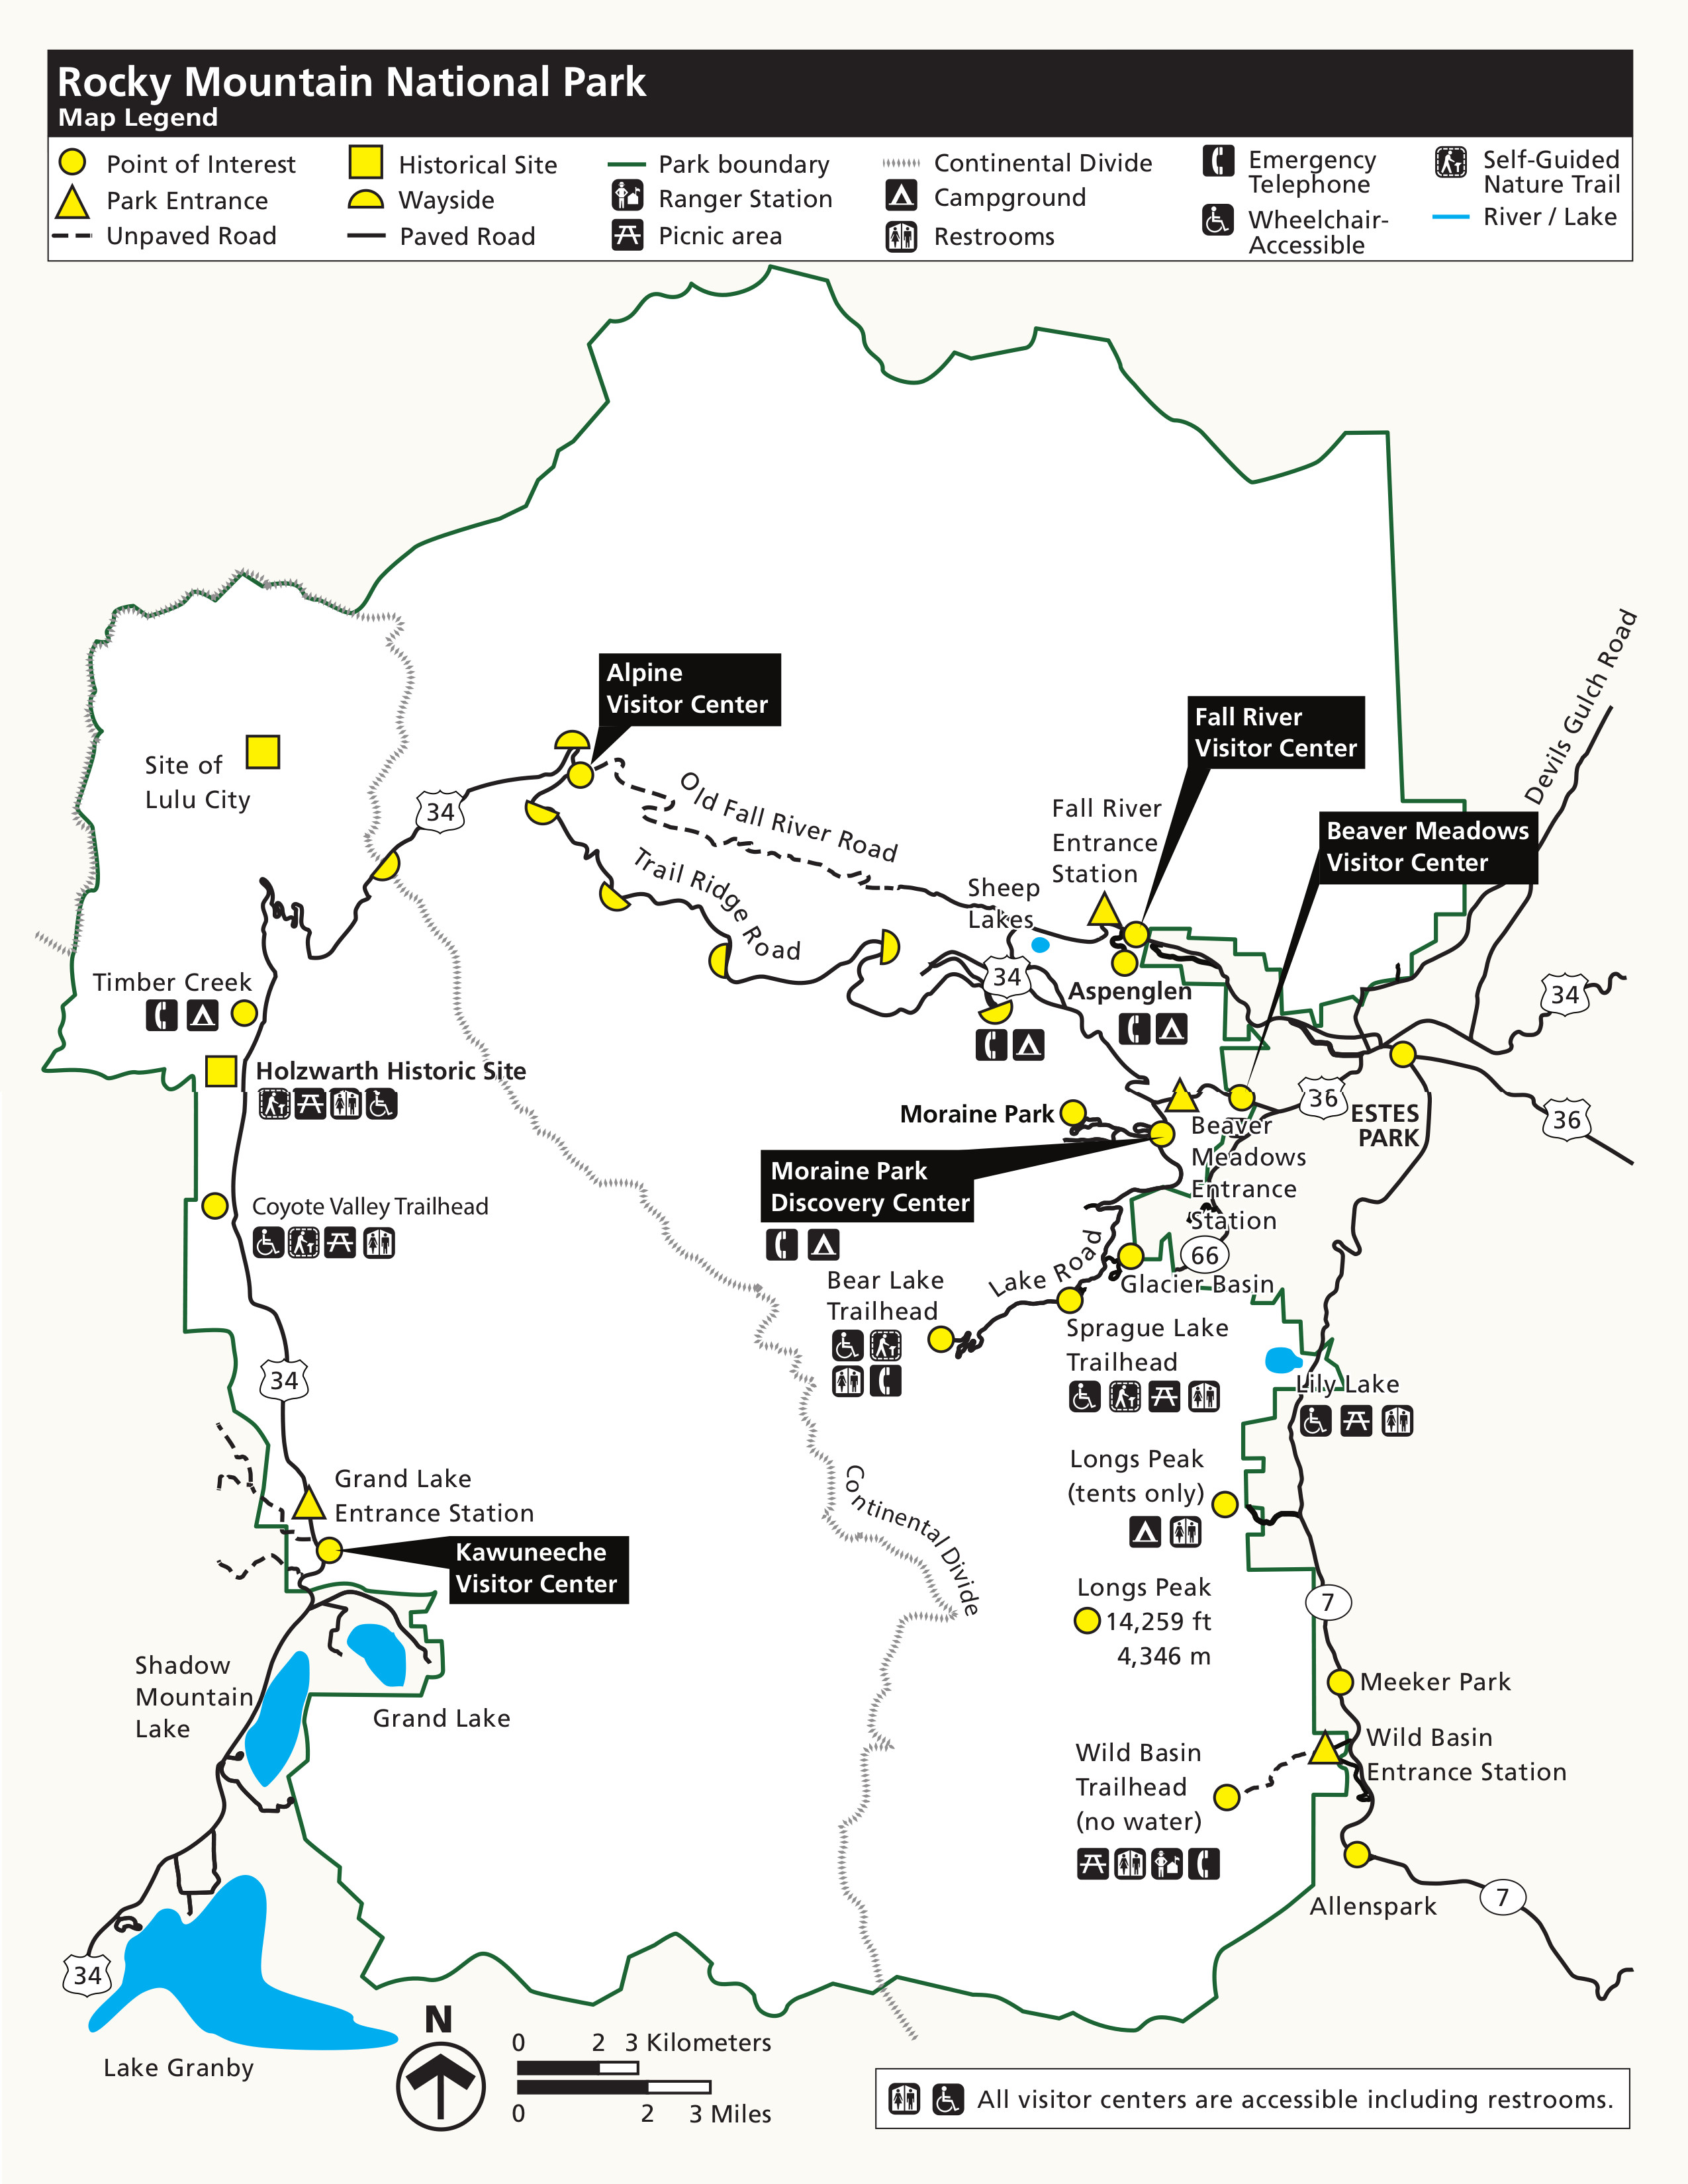 Rocky Mountain National Park
Map Legend
Point of Interest
Park Entrance
Unpaved Road
Historical Site
Wayside
Paved Road
Park boundary
Ranger Station
Picnic area
Continental Divide
Campground
Restrooms
Emergency
Telephone
Wheelchair-
Accessible
Self-Guided
Nature Trail
River / Lake
Alpine
Visitor Center
Fall River
Visitor Center
Devils Gulch Road
Site of
Lulu City
34
Old Fall River Road
Trail Ridge Road
Fall River
Entrance
Station
Beaver Meadows
Visitor Center
Sheep
Lakes
34
Timber Creek
Aspenglen
34
Holzwarth Historic Site
Moraine Park
36
ESTES
PARK
36
Beaver
Meadows
Entrance
Station
Moraine Park
Discovery Center
Coyote Valley Trailhead
66
Lake Road
Glacier Basin
Bear Lake
Trailhead
Sprague Lake
Trailhead
34
Lily Lake
Grand Lake
Entrance Station
Longs Peak
(tents only)
Continental Divide
Kawuneeche
Visitor Center
Longs Peak
14,259 ft
4,346 m
7
Shadow
Mountain
Lake
Grand Lake
Meeker Park
Wild Basin
Entrance Station
Wild Basin
Trailhead
(no water)
Allenspark
7
34
Lake Granby
N
0 2 3 Kilometers
0 2 3 Miles
All visitor centers are accessible including restrooms.